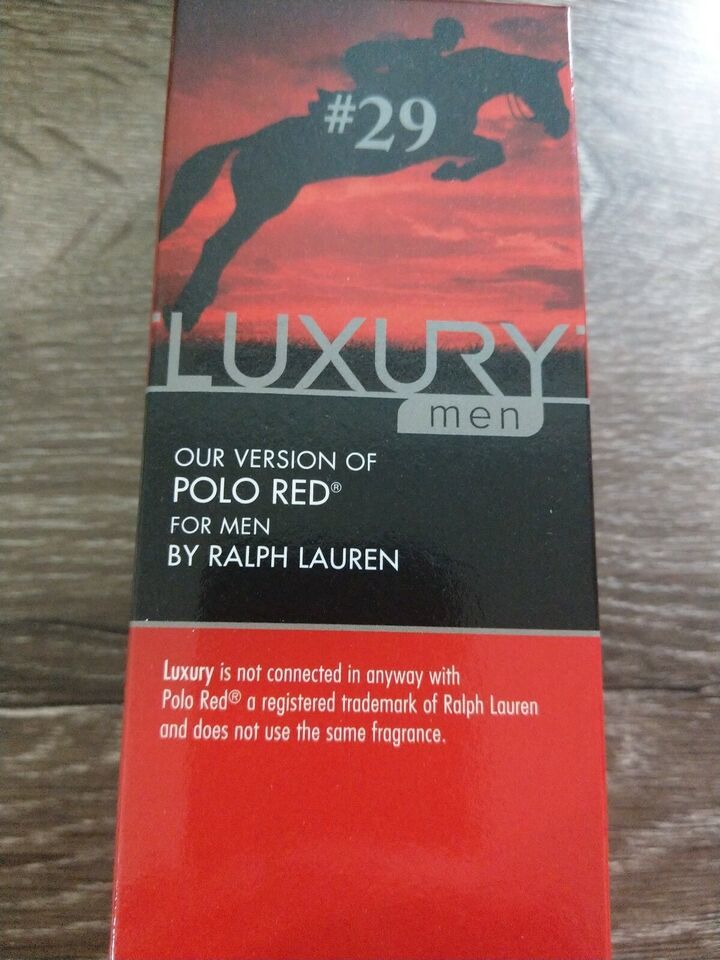 #29
LUXURY
men
OUR VERSION OF
POLO RED®
FOR MEN
BY RALPH LAUREN
Luxury is not connected in anyway with
Polo Red® a registered trademark of Ralph Lauren
and does not use the same fragrance.